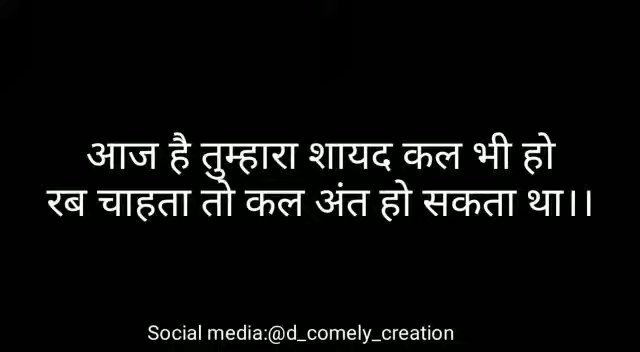 आज है तुम्हारा शायद कल भी हो
रब चाहता तो कल अंत हो सकता था।।
Social media:@d_comely_creation